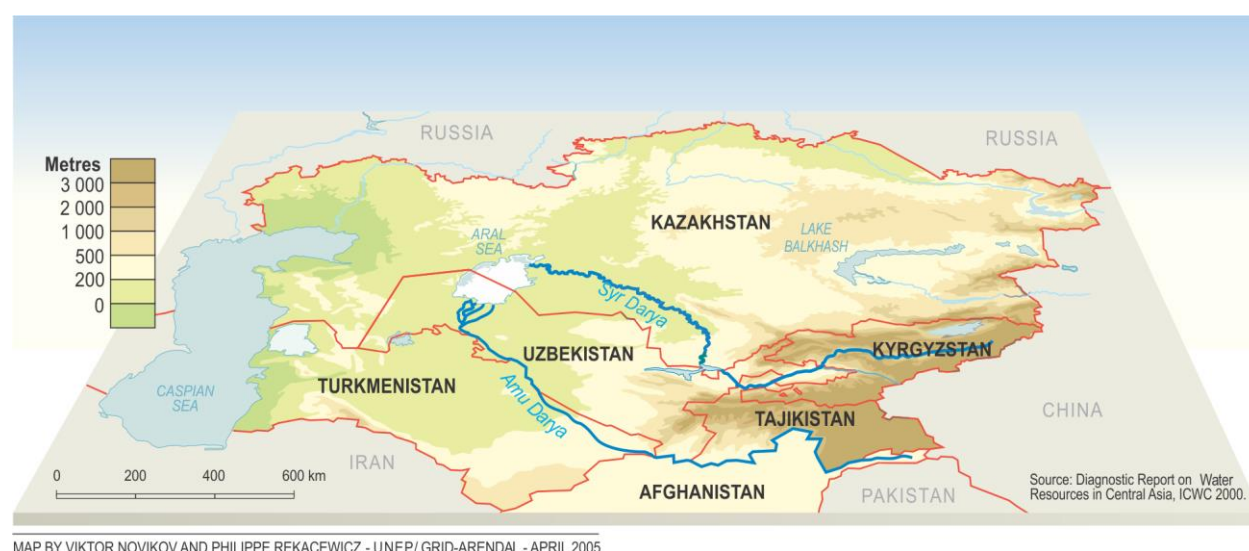 RUSSIA
RUSSIA
Metres
3 000
2 000
1 000
500
200
0
KAZAKHSTAN
ARAL
SEA
LAKE
BALKHASH
Syr Darya
UZBEKISTAN
KYRGYZSTAN
TURKMENISTAN
Amu Darya
CASPIAN
SEA
TAJIKISTAN
CHINA
IRAN
0 200 400 600 km
AFGHANISTAN
PAKISTAN
Source: Diagnostic Report on Water
Resources in Central Asia, ICWC 2000.
MAP BY VIKTOR NOVIKOV AND PHILIPPE REKACEWICZ - UNEP/ GRID-ARENDAL - APRIL 2005